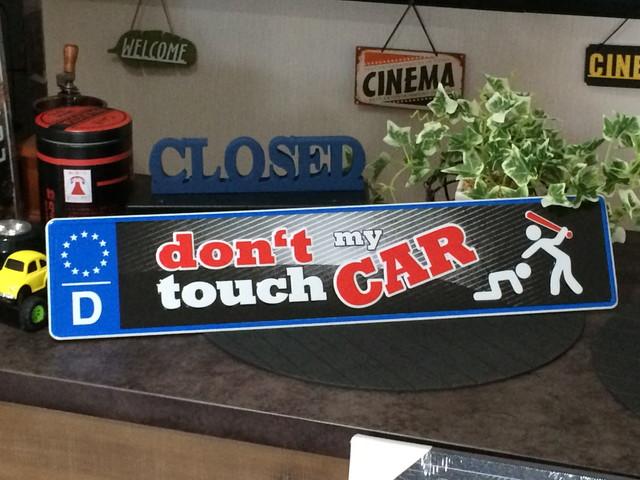 WELCOME
CINEMA
CINE
CLOSED
don't my
touch CAR
D